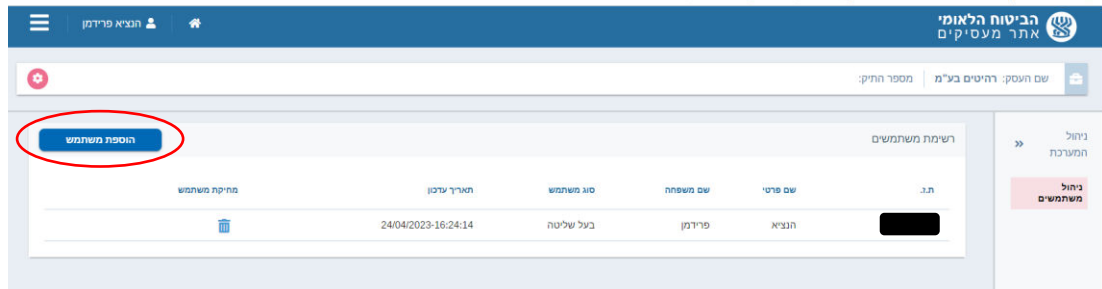 הביטוח הלאומי
אתר מעסיקים
הנציא פרידמן
שם העסק: רהיטים בע"מ מספר התיק:
ניהול המערכת
ניהול משתמשים
רשימת משתמשים
הוספת משתמש
ת.ז. שם פרטי שם משפחה סוג משתמש תאריך עדכון מחיקת משתמש
הנציא פרידמן בעל שליטה 24/04/2023-16:24:14